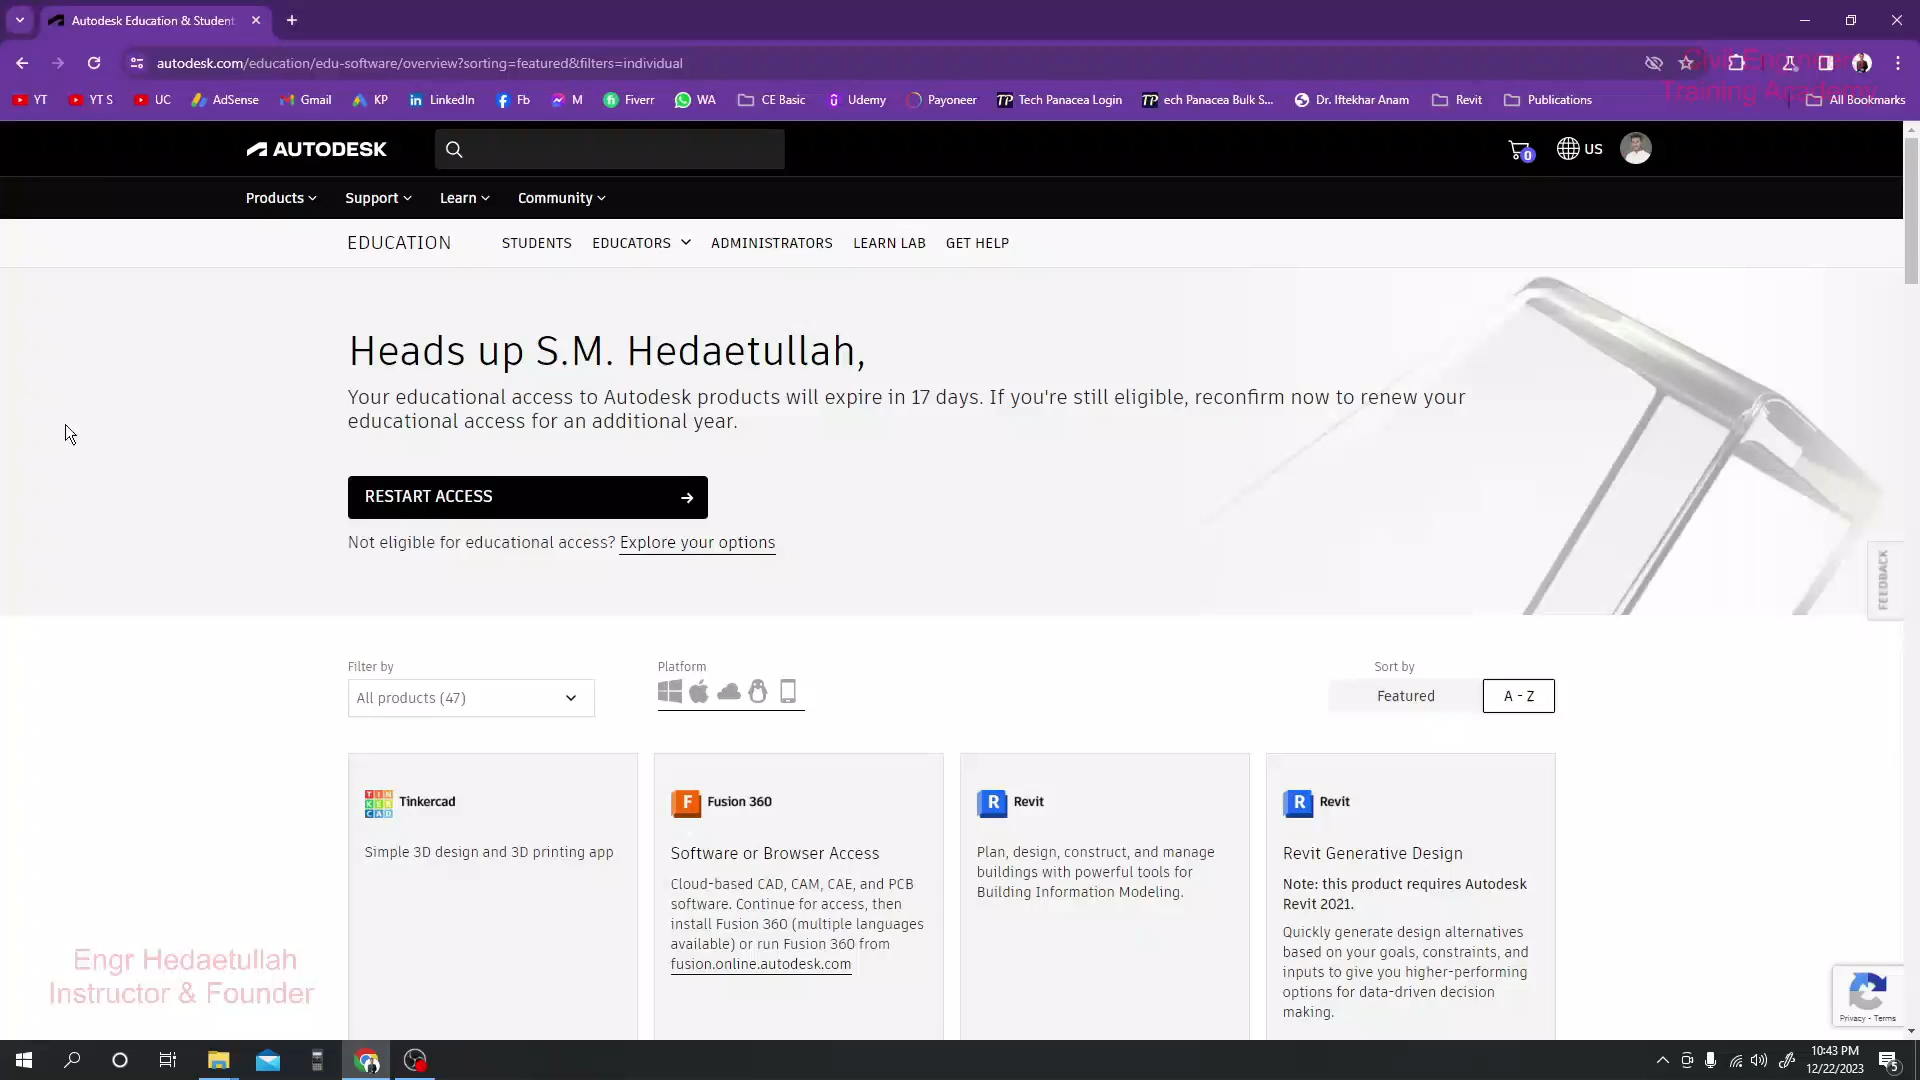 Autodesk Education & Student
autodesk.com/education/edu-software/overview?sorting=featured&filters=individual
YT
YT S
UC
AdSense
Gmail
KP
LinkedIn
Fb
M
Fiverr
WA
CE Basic
Udemy
Payoneer
Tech Panacea Login
ech Panacea Bulk S...
Dr. Iftekhar Anam
Revit
Publications
All Bookmarks
Training Academy
AUTODESK
0
US
Products
Support
Learn
Community
EDUCATION
STUDENTS
EDUCATORS
ADMINISTRATORS
LEARN LAB
GET HELP
Heads up S.M. Hedaetullah,
Your educational access to Autodesk products will expire in 17 days. If you're still eligible, reconfirm now to renew your
educational access for an additional year.
RESTART ACCESS
Not eligible for educational access? Explore your options
FEEDBACK
Filter by
All products (47)
Platform
Sort by
Featured
A - Z
TIN
KER
CAD
Tinkercad
Simple 3D design and 3D printing app
F
Fusion 360
Software or Browser Access
Cloud-based CAD, CAM, CAE, and PCB
software. Continue for access, then
install Fusion 360 (multiple languages
available) or run Fusion 360 from
fusion.online.autodesk.com
R
Revit
Plan, design, construct, and manage
buildings with powerful tools for
Building Information Modeling.
R
Revit
Revit Generative Design
Note: this product requires Autodesk
Revit 2021.
Quickly generate design alternatives
based on your goals, constraints, and
inputs to give you higher-performing
options for data-driven decision
making.
Engr Hedaetullah
Instructor & Founder
Privacy - Terms
10:43 PM
12/22/2023
5